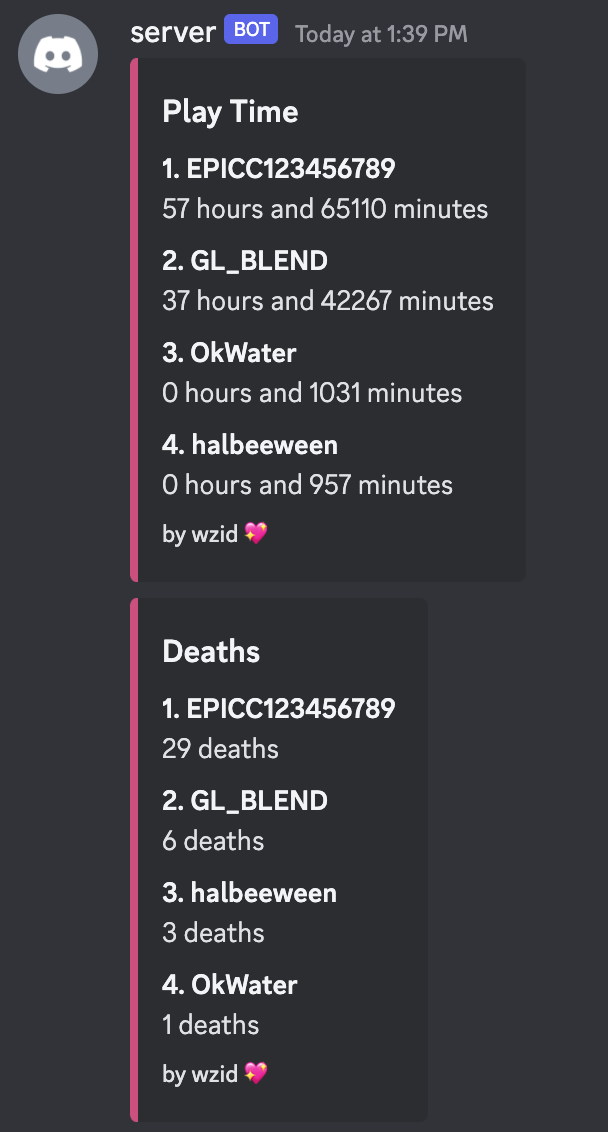 server BOT Today at 1:39 PM
Play Time
1. EPICC123456789
57 hours and 65110 minutes
2. GL_BLEND
37 hours and 42267 minutes
3. OkWater
0 hours and 1031 minutes
4. halbeeween
0 hours and 957 minutes
by wzid 💖
Deaths
1. EPICC123456789
29 deaths
2. GL_BLEND
6 deaths
3. halbeeween
3 deaths
4. OkWater
1 deaths
by wzid 💖